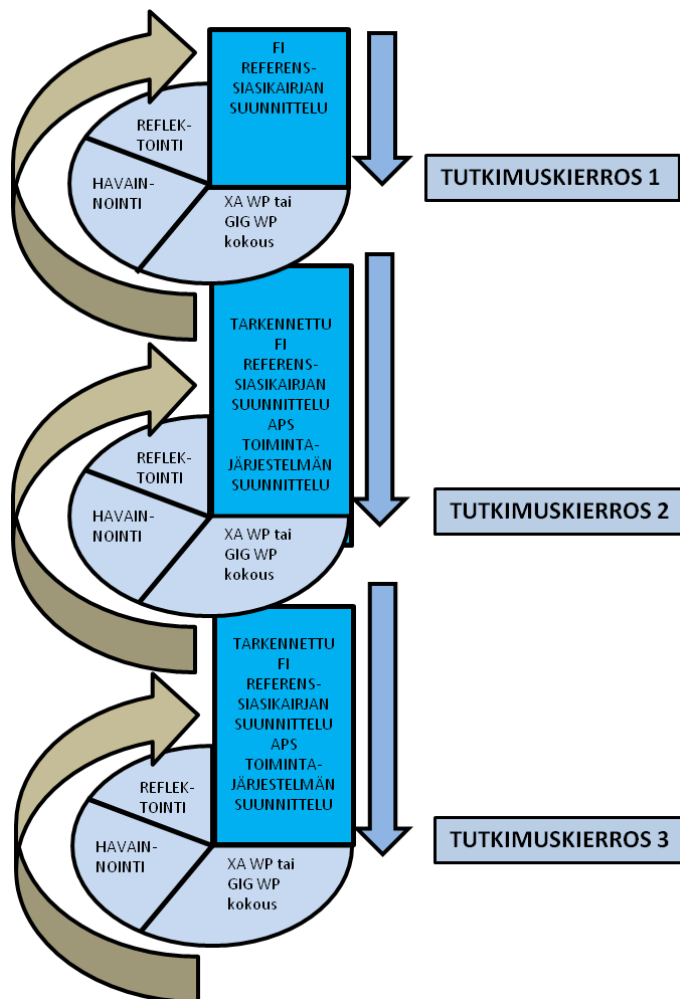 FI
REFERENS-
SIASIKAIRJAN
SUUNNITTELU
REFLEK-
TOINTI
HAVAIN-
NOINTI
XA WP tai
GIG WP
kokous
TUTKIMUSKIERROS 1
TARKENNETTU
FI
REFERENS-
SIASIKAIRJAN
SUUNNITTELU
APS
TOIMINTA-
JÄRJESTELMÄN
SUUNNITTELU
REFLEK-
TOINTI
HAVAIN-
NOINTI
XA WP tai
GIG WP
kokous
TUTKIMUSKIERROS 2
TARKENNETTU
FI
REFERENS-
SIASIKAIRJAN
SUUNNITTELU
APS
TOIMINTA-
JÄRJESTELMÄN
SUUNNITTELU
REFLEK-
TOINTI
HAVAIN-
NOINTI
XA WP tai
GIG WP
kokous
TUTKIMUSKIERROS 3